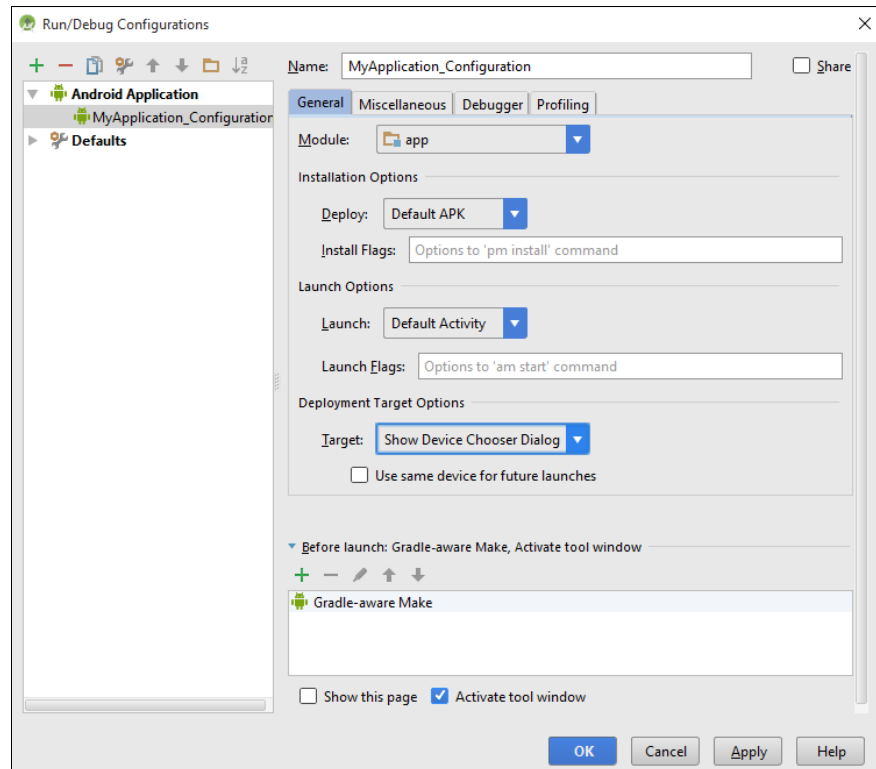 Run/Debug Configurations
Name: MyApplication_Configuration
Share
Android Application
MyApplication_Configuration
Defaults
General Miscellaneous Debugger Profiling
Module: app
Installation Options
Deploy: Default APK
Install Flags: Options to 'pm install' command
Launch Options
Launch: Default Activity
Launch Flags: Options to 'am start' command
Deployment Target Options
Target: Show Device Chooser Dialog
Use same device for future launches
Before launch: Gradle-aware Make, Activate tool window
Gradle-aware Make
Show this page Activate tool window
OK Cancel Apply Help